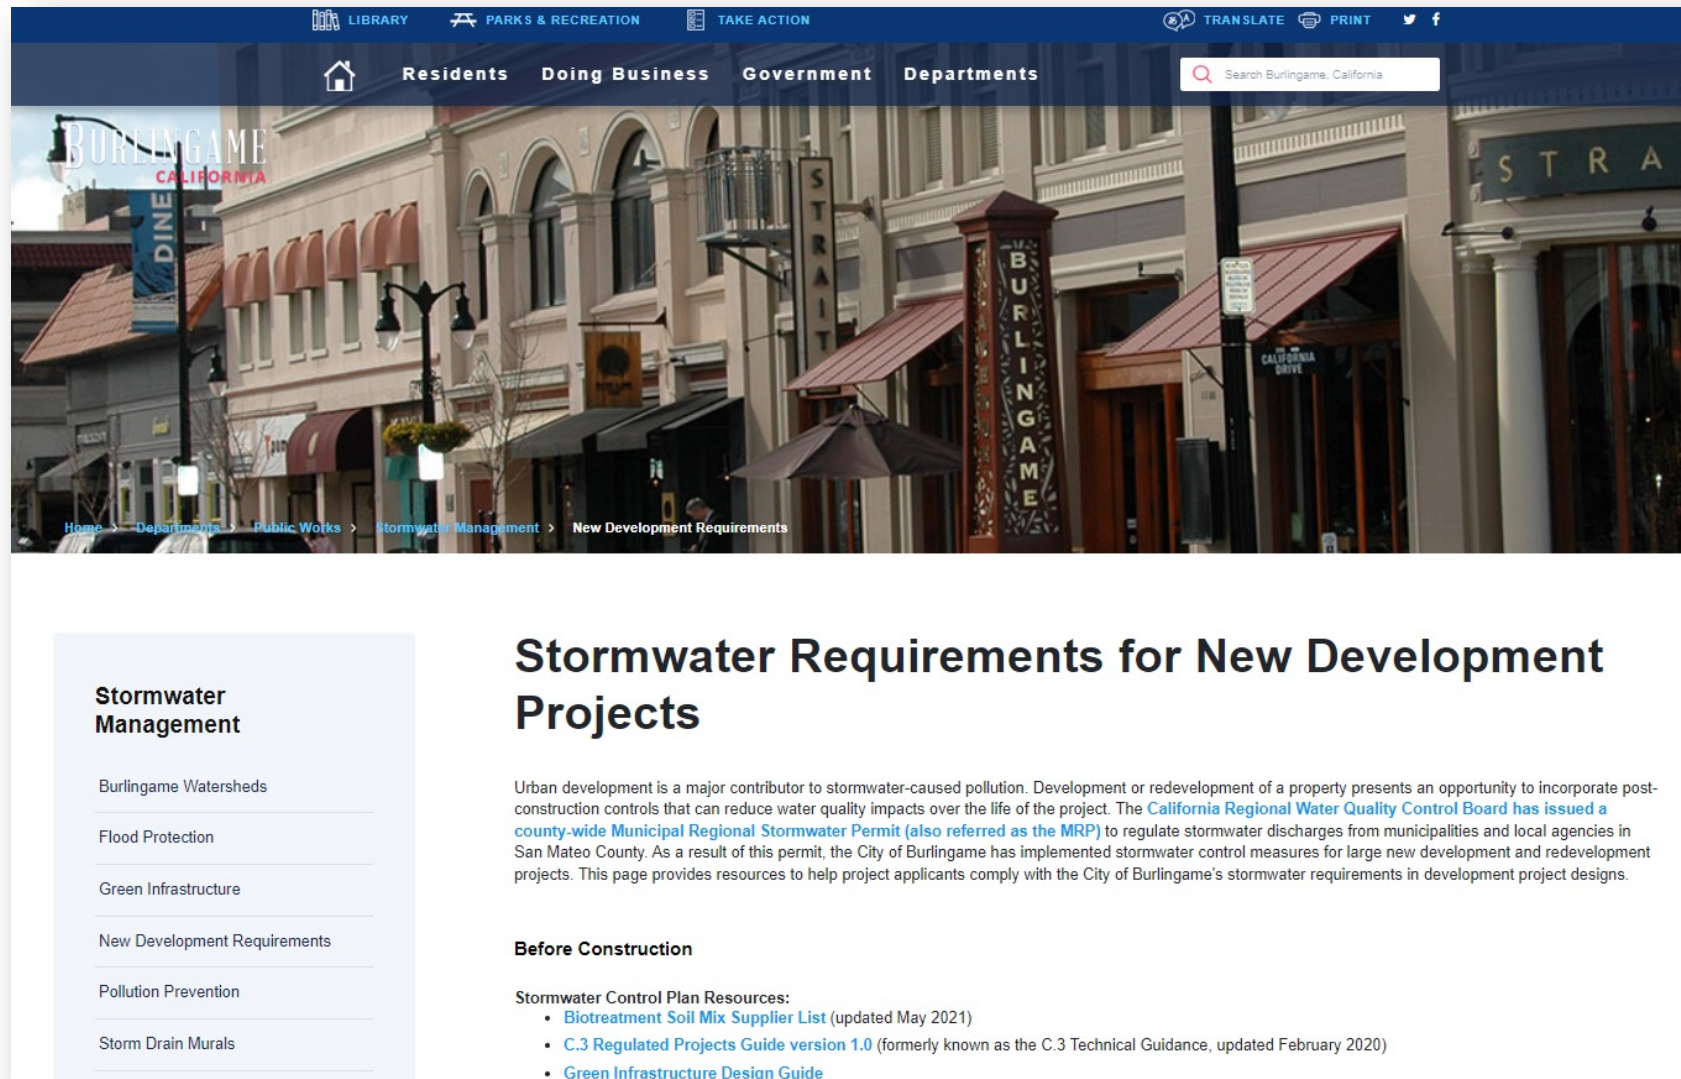 LIBRARY PARKS & RECREATION TAKE ACTION TRANSLATE PRINT
Residents Doing Business Government Departments
Search Burlingame, California
BURLINGAME
CALIFORNIA
DINE
STRAIT
BURLINGAME
STRA
CALIFORNIA
DRIVE
Home > Departments > Public Works > Stormwater Management > New Development Requirements
Stormwater
Management
Burlingame Watersheds
Flood Protection
Green Infrastructure
New Development Requirements
Pollution Prevention
Storm Drain Murals
Stormwater Requirements for New Development
Projects
Urban development is a major contributor to stormwater-caused pollution. Development or redevelopment of a property presents an opportunity to incorporate post-
construction controls that can reduce water quality impacts over the life of the project. The California Regional Water Quality Control Board has issued a
county-wide Municipal Regional Stormwater Permit (also referred as the MRP) to regulate stormwater discharges from municipalities and local agencies in
San Mateo County. As a result of this permit, the City of Burlingame has implemented stormwater control measures for large new development and redevelopment
projects. This page provides resources to help project applicants comply with the City of Burlingame's stormwater requirements in development project designs.
Before Construction
Stormwater Control Plan Resources:
• Biotreatment Soil Mix Supplier List (updated May 2021)
• C.3 Regulated Projects Guide version 1.0 (formerly known as the C.3 Technical Guidance, updated February 2020)
• Green Infrastructure Design Guide